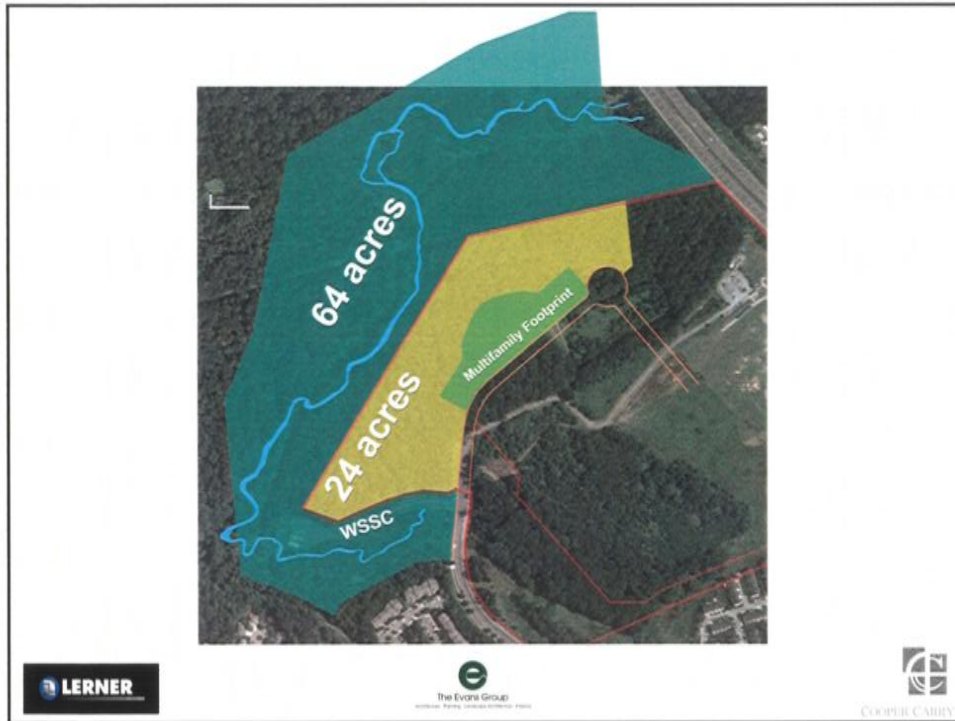 64 acres
Multifamily Footprint
24 acres
WSSC
LERNER
The Evans Group
COOPER CARRY